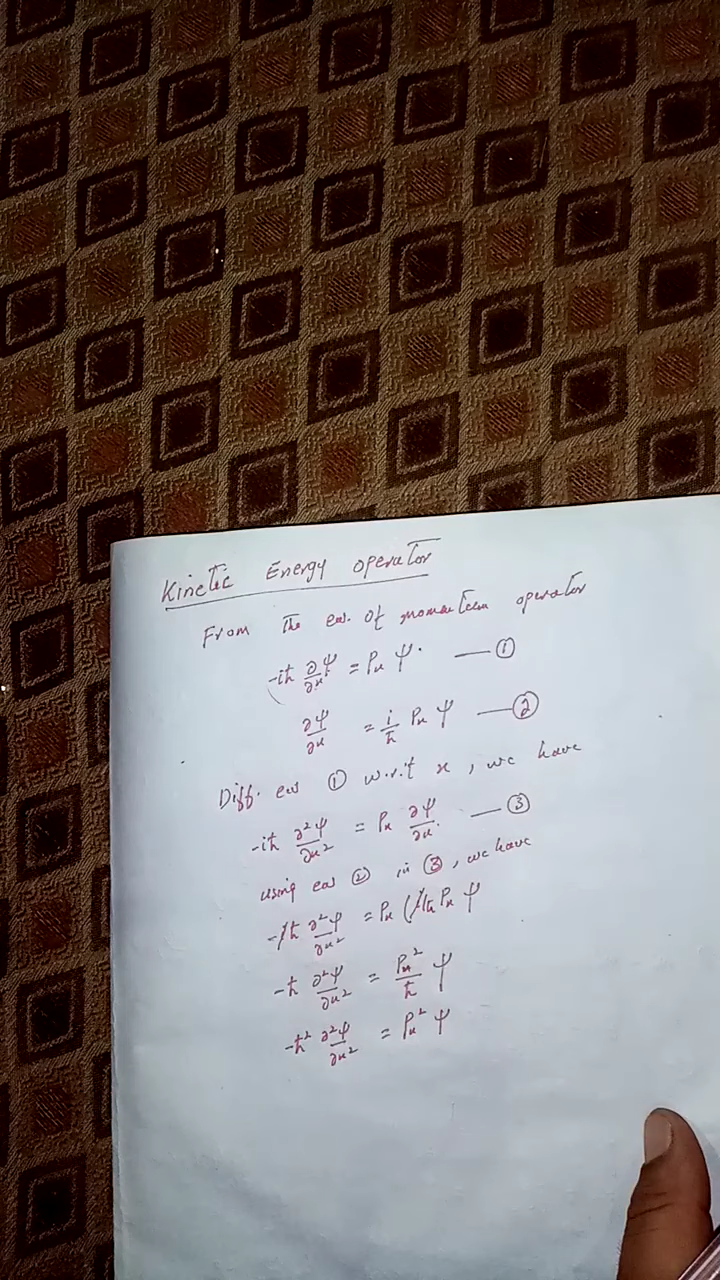 Kinetic Energy operator
From The eq. of momentum operator
-iħ ∂ψ/∂x = Px ψ. — ①
∂ψ/∂x = i/ħ Px ψ — ②
Diff. eq ① w.r.t x, we have
-iħ ∂²ψ/∂x² = Px ∂ψ/∂x. — ③
using eq ② in ③, we have
-iħ ∂²ψ/∂x² = Px (i/ħ Px ψ
-ħ ∂²ψ/∂x² = Px²/ħ ψ
-ħ² ∂²ψ/∂x² = Px² ψ